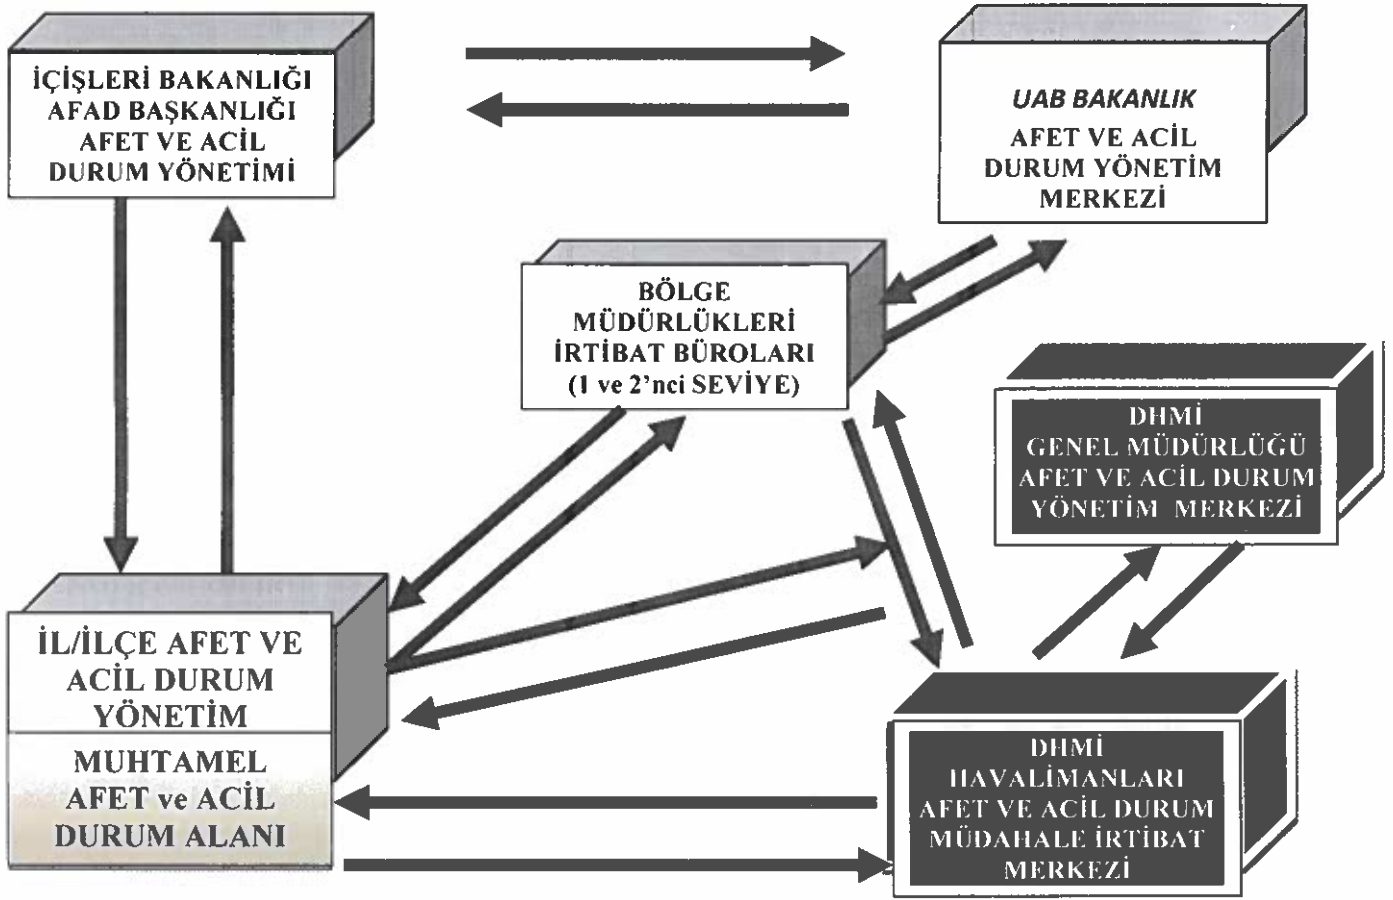 İÇİŞLERİ BAKANLIĞI
AFAD BAŞKANLIĞI
AFET VE ACİL
DURUM YÖNETİMİ
UAB BAKANLIK
AFET VE ACİL
DURUM YÖNETİM
MERKEZİ
BÖLGE
MÜDÜRLÜKLERİ
İRTİBAT BÜROLARI
(1 ve 2’nci SEVİYE)
DHMİ
GENEL MÜDÜRLÜĞÜ
AFET VE ACİL DURUM
YÖNETİM MERKEZİ
İL/İLÇE AFET VE
ACİL DURUM
YÖNETİM
MUHTAMEL
AFET ve ACİL
DURUM ALANI
DHMİ
HAVALİMANLARI
AFET VE ACİL DURUM
MÜDAHALE İRTİBAT
MERKEZİ